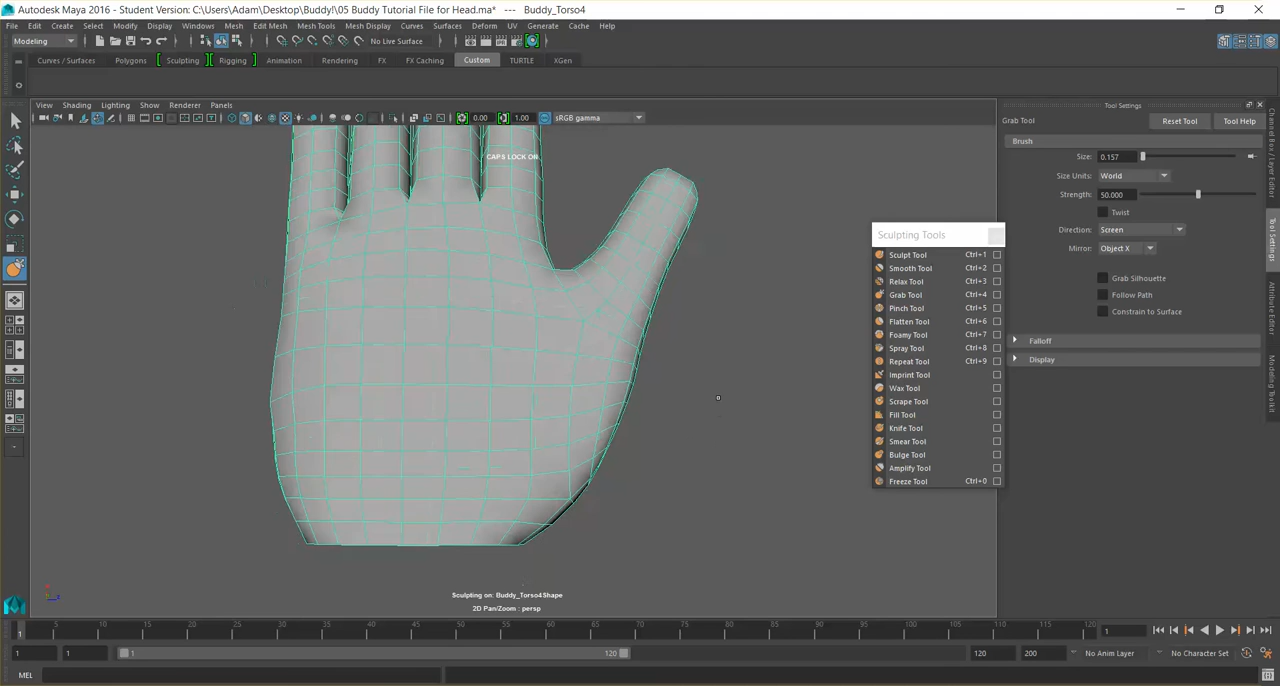 Autodesk Maya 2016 - Student Version: C:\Users\Adam\Desktop\Buddy!\05 Buddy Tutorial File for Head.ma* --- Buddy_Torso4
File Edit Create Select Modify Display Windows Mesh Edit Mesh Mesh Tools Mesh Display Curves Surfaces Deform UV Generate Cache Help
Modeling No Live Surface
Curves / Surfaces Polygons Sculpting Rigging Animation Rendering FX FX Caching Custom TURTLE XGen
View Shading Lighting Show Renderer Panels
0.00 1.00 sRGB gamma
CAPS LOCK ON
Sculpting Tools
Sculpt Tool Ctrl+1
Smooth Tool Ctrl+2
Relax Tool Ctrl+3
Grab Tool Ctrl+4
Pinch Tool Ctrl+5
Flatten Tool Ctrl+6
Foamy Tool Ctrl+7
Spray Tool Ctrl+8
Repeat Tool Ctrl+9
Imprint Tool
Wax Tool
Scrape Tool
Fill Tool
Knife Tool
Smear Tool
Bulge Tool
Amplify Tool
Freeze Tool Ctrl+0
Sculpting on: Buddy_Torso4Shape
2D Pan/Zoom : persp
Tool Settings
Grab Tool Reset Tool Tool Help
Brush
Size: 0.157
Size Units: World
Strength: 50.000
Twist
Direction: Screen
Mirror: Object X
Grab Silhouette
Follow Path
Constrain to Surface
Falloff
Display
Channel Box / Layer Editor
Tool Settings
Attribute Editor
Modeling Toolkit
1 5 10 15 20 25 30 35 40 45 50 55 60 65 70 75 80 85 90 95 100 105 110 115 120 1
1 1 1 120 120 200 No Anim Layer No Character Set
MEL